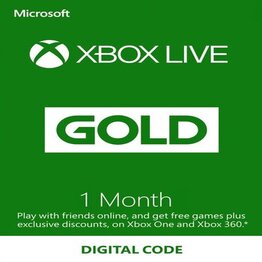 Microsoft
XBOX LIVE
GOLD
1 Month
Play with friends online, and get free games plus
exclusive discounts, on Xbox One and Xbox 360.*
DIGITAL CODE